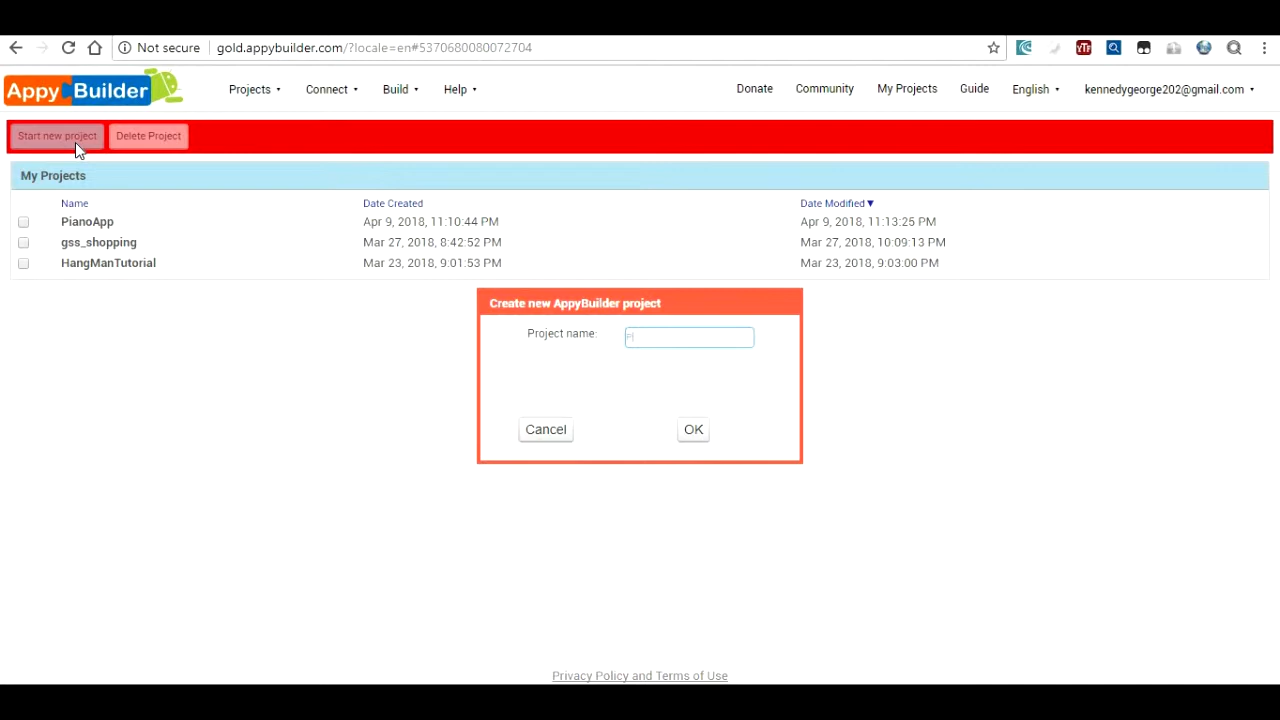 Not secure gold.appybuilder.com/?locale=en#5370680080072704
YTF
AppyBuilder Projects Connect Build Help Donate Community My Projects Guide English kennedygeorge202@gmail.com
Start new project Delete Project
My Projects
Name Date Created Date Modified
PianoApp Apr 9, 2018, 11:10:44 PM Apr 9, 2018, 11:13:25 PM
gss_shopping Mar 27, 2018, 8:42:52 PM Mar 27, 2018, 10:09:13 PM
HangManTutorial Mar 23, 2018, 9:01:53 PM Mar 23, 2018, 9:03:00 PM
Create new AppyBuilder project
Project name:
Cancel OK
Privacy Policy and Terms of Use